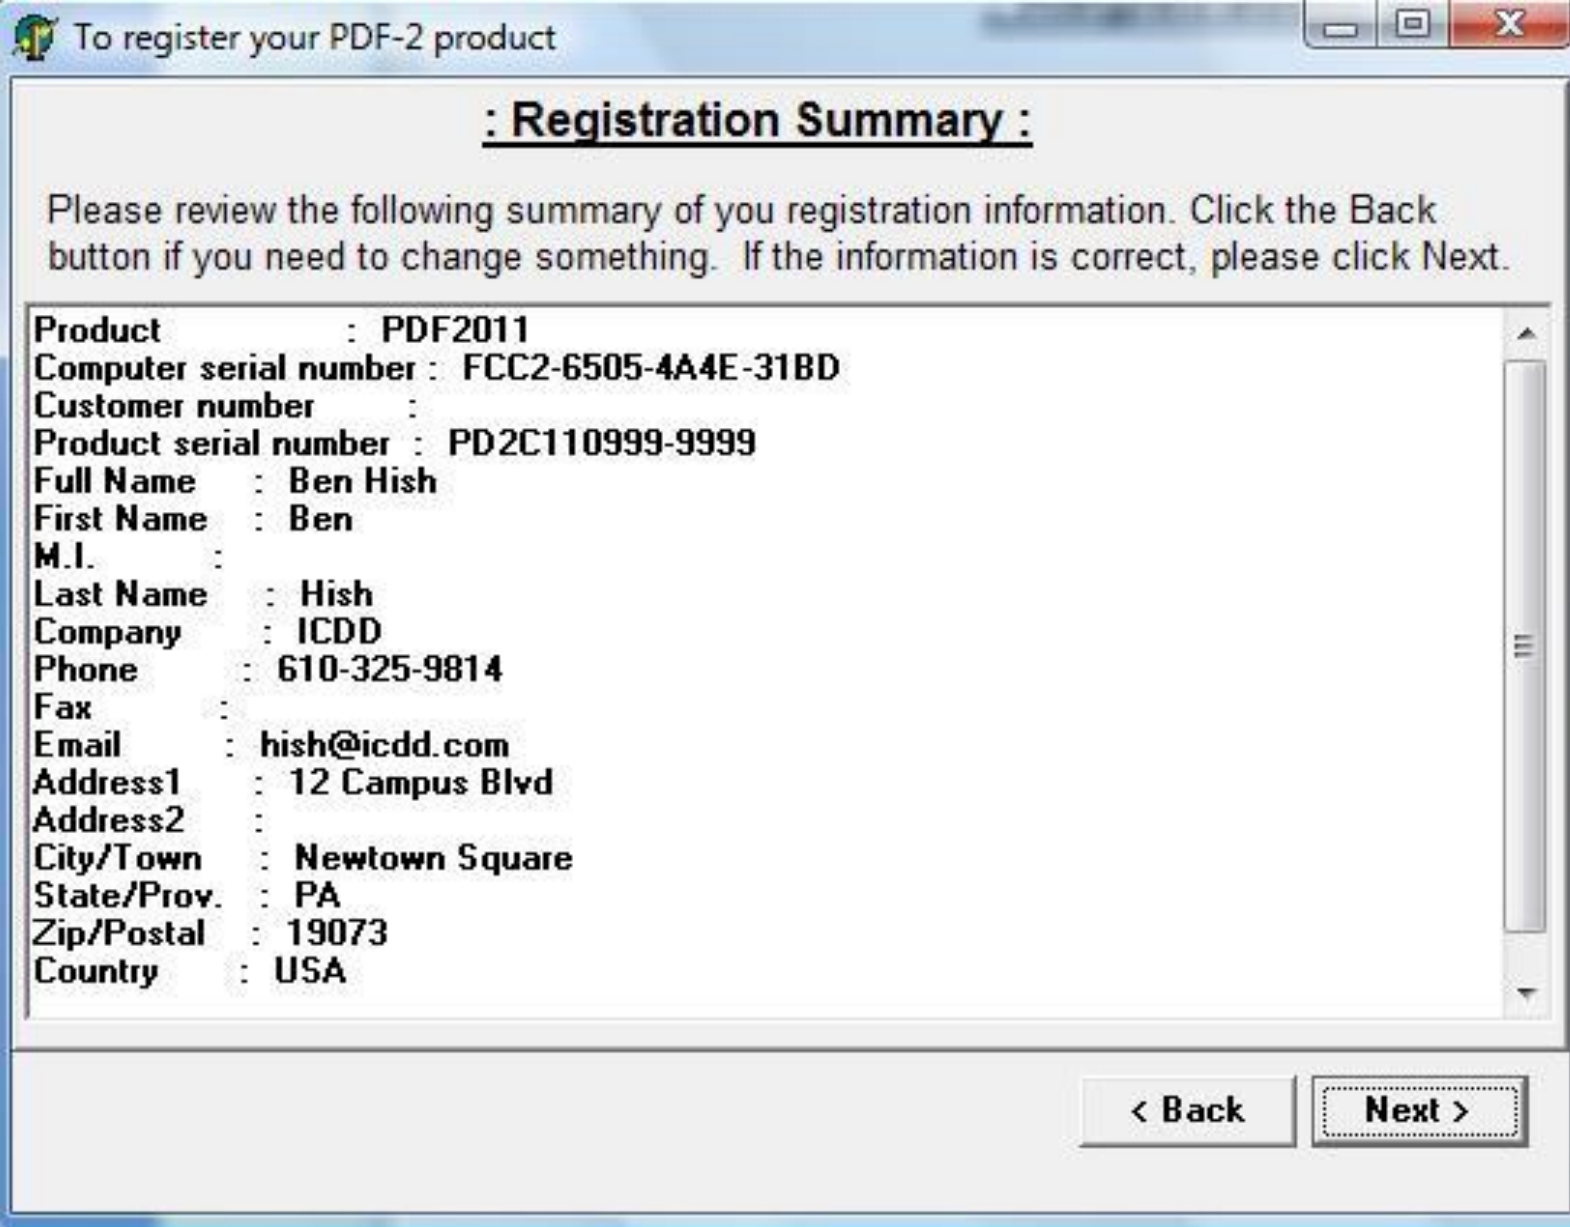 To register your PDF-2 product
: Registration Summary :
Please review the following summary of you registration information. Click the Back
button if you need to change something.  If the information is correct, please click Next.
Product : PDF2011
Computer serial number : FCC2-6505-4A4E-31BD
Customer number :
Product serial number : PD2C110999-9999
Full Name : Ben Hish
First Name : Ben
M.I. :
Last Name : Hish
Company : ICDD
Phone : 610-325-9814
Fax :
Email : hish@icdd.com
Address1 : 12 Campus Blvd
Address2 :
City/Town : Newtown Square
State/Prov. : PA
Zip/Postal : 19073
Country : USA
< Back
Next >